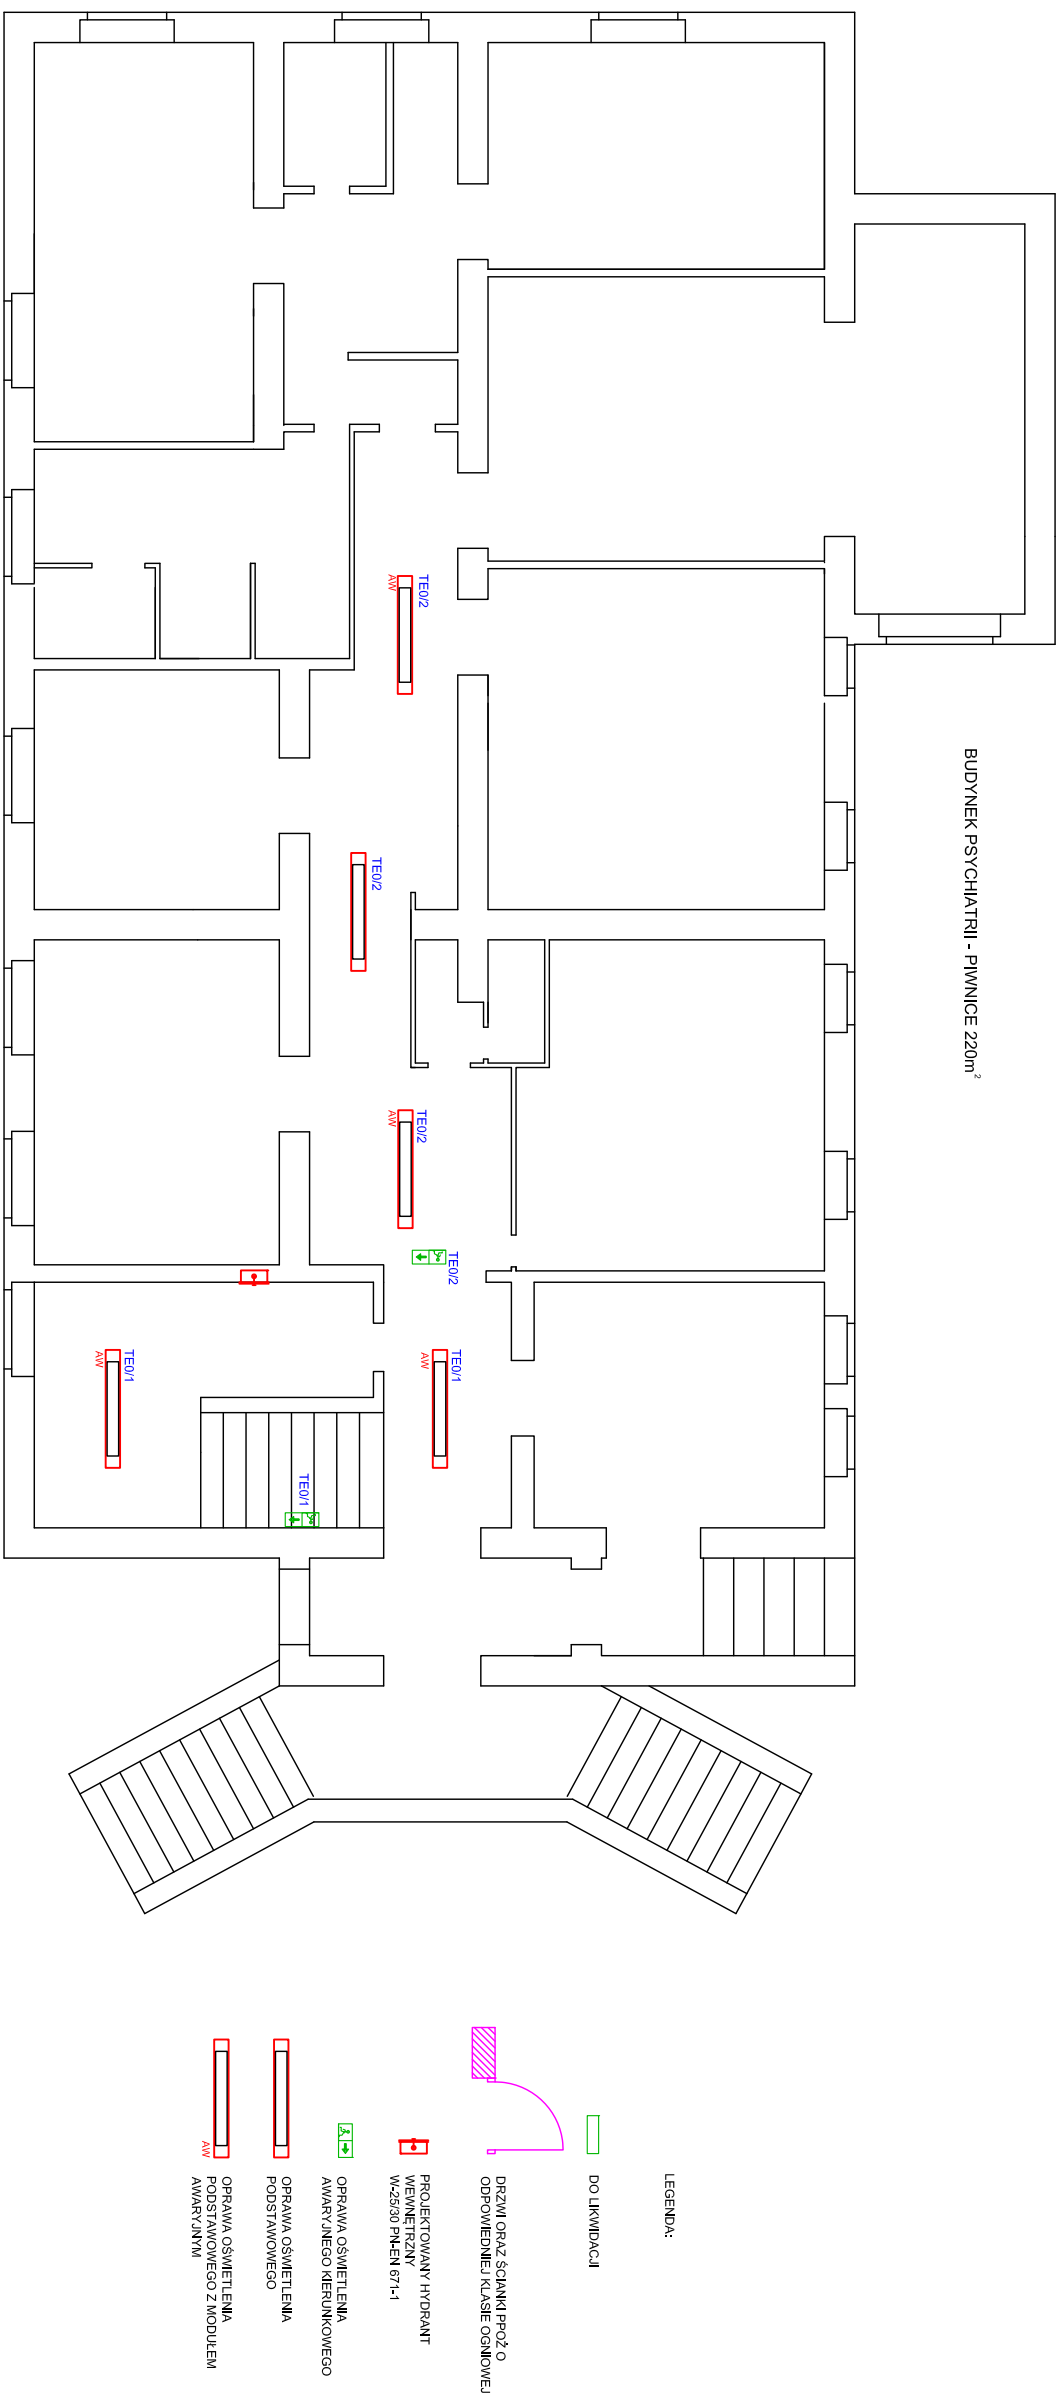 BUDYNEK PSYCHIATRII - PIWNICE 220m²
TE0/2
AW
TE0/2
TE0/2
AW
TE0/2
TE0/1
AW
TE0/1
AW
TE0/1
LEGENDA:
DO LIKWIDACJI
DRZWI ORAZ ŚCIANKI PPOŻ O
ODPOWIEDNIEJ KLASIE OGNIOWEJ
PROJEKTOWANY HYDRANT
WEWNĘTRZNY
W-25/30 PN-EN 671-1
OPRAWA OŚWIETLENIA
AWARYJNEGO KIERUNKOWEGO
OPRAWA OŚWIETLENIA
PODSTAWOWEGO
AW
OPRAWA OŚWIETLENIA
PODSTAWOWEGO Z MODUŁEM
AWARYJNYM